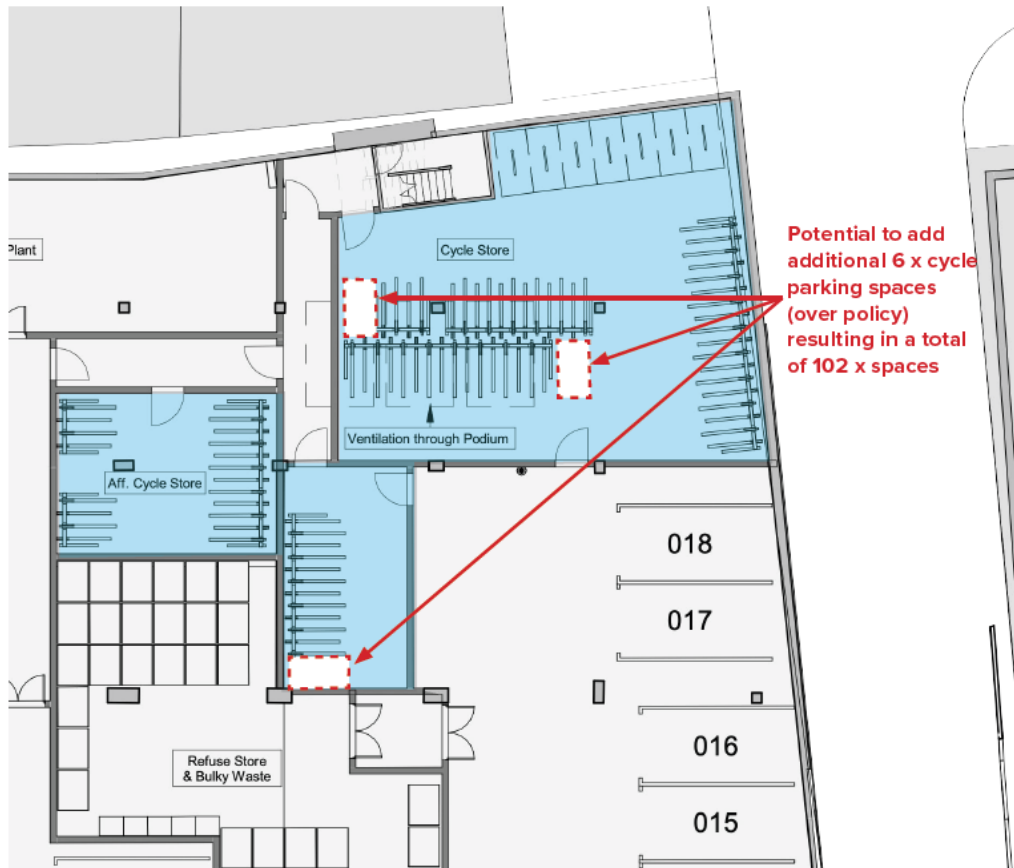 Plant
Cycle Store
Potential to add
additional 6 x cycle
parking spaces
(over policy)
resulting in a total
of 102 x spaces
Ventilation through Podium
Aff. Cycle Store
018
017
016
Refuse Store
& Bulky Waste
015